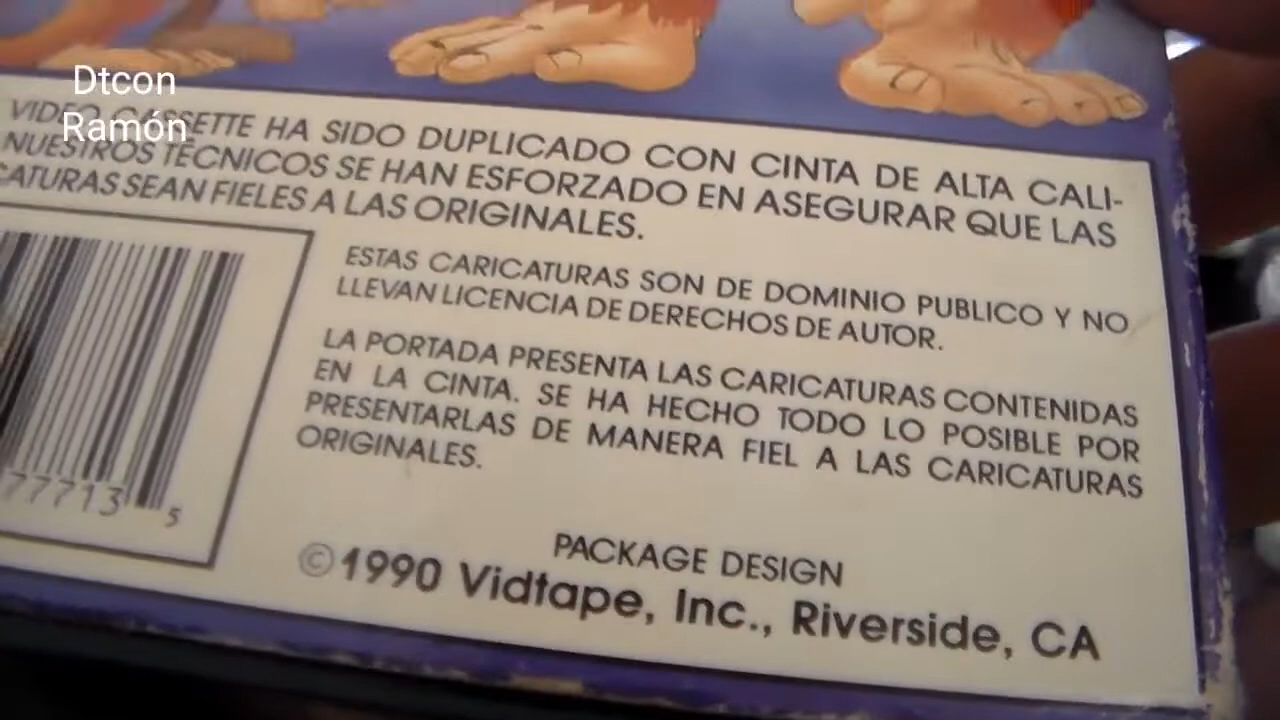 Dtcon
Ramón
VIDEO CASSETTE HA SIDO DUPLICADO CON CINTA DE ALTA CALI-
NUESTROS TECNICOS SE HAN ESFORZADO EN ASEGURAR QUE LAS
CATURAS SEAN FIELES A LAS ORIGINALES.
ESTAS CARICATURAS SON DE DOMINIO PUBLICO Y NO
LLEVAN LICENCIA DE DERECHOS DE AUTOR.
LA PORTADA PRESENTA LAS CARICATURAS CONTENIDAS
EN LA CINTA. SE HA HECHO TODO LO POSIBLE POR
PRESENTARLAS DE MANERA FIEL A LAS CARICATURAS
ORIGINALES.
77713 5
PACKAGE DESIGN
©1990 Vidtape, Inc., Riverside, CA